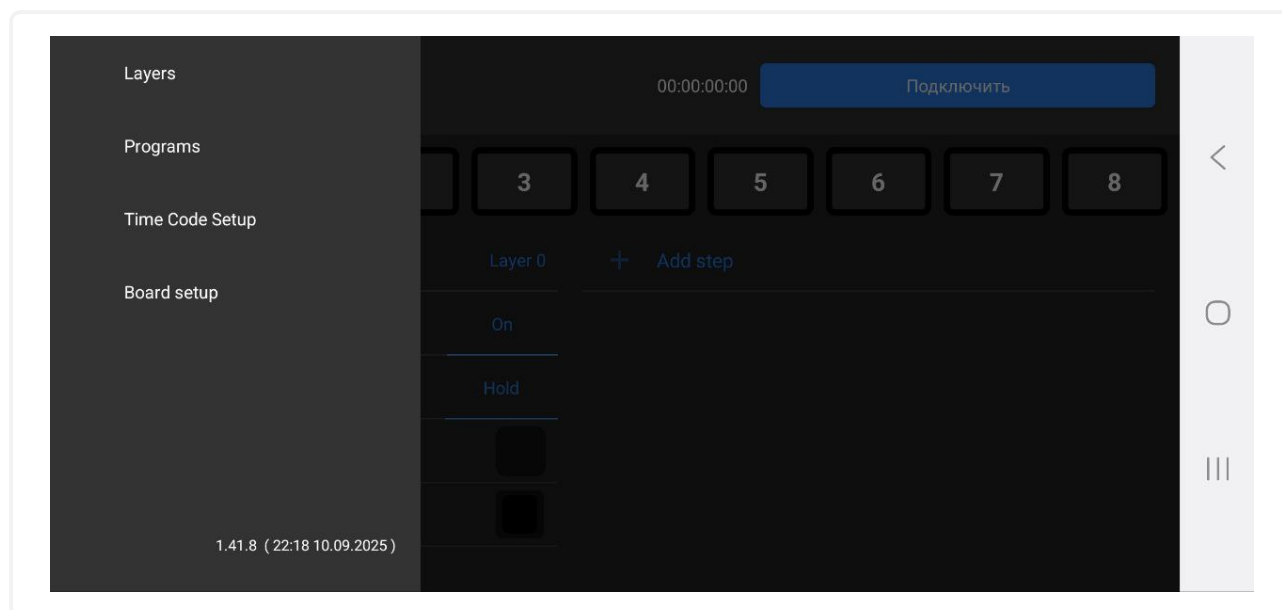 Layers
00:00:00:00 Подключить
Programs
3 4 5 6 7 8
Time Code Setup
Layer 0 + Add step
Board setup
On
Hold
1.41.8 ( 22:18 10.09.2025 )